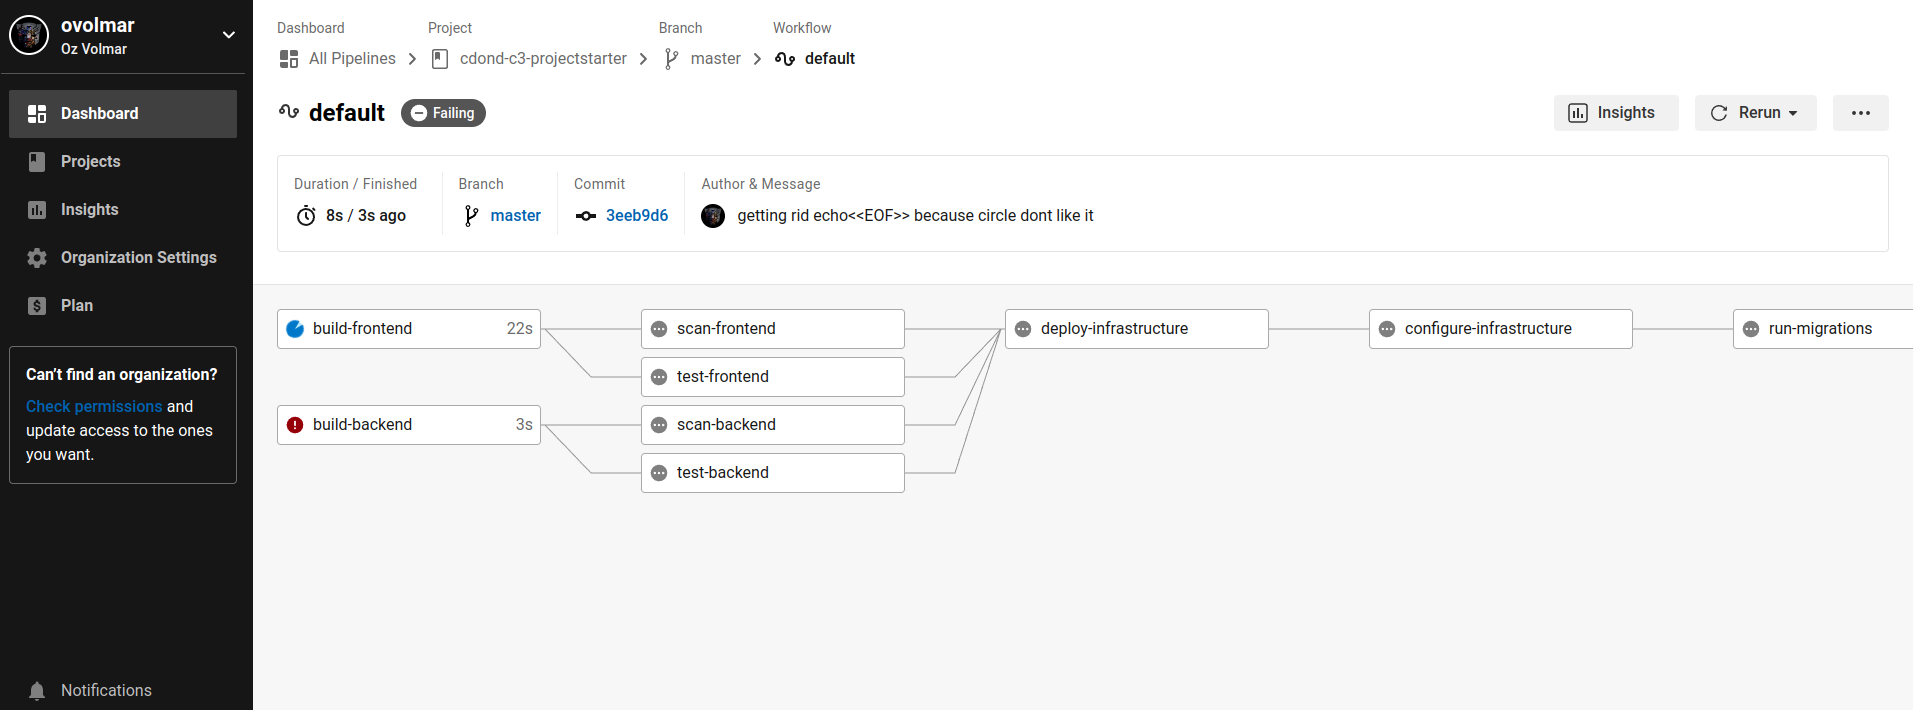 ovolmar
Oz Volmar
Dashboard
Projects
Insights
Organization Settings
Plan
Can't find an organization?
Check permissions and
update access to the ones
you want.
Notifications
Dashboard Project Branch Workflow
All Pipelines cdond-c3-projectstarter master default
default Failing Insights Rerun
Duration / Finished Branch Commit Author & Message
8s / 3s ago master 3eeb9d6 getting rid echo<<EOF>> because circle dont like it
build-frontend 22s scan-frontend deploy-infrastructure configure-infrastructure run-migrations
test-frontend
build-backend 3s scan-backend
test-backend